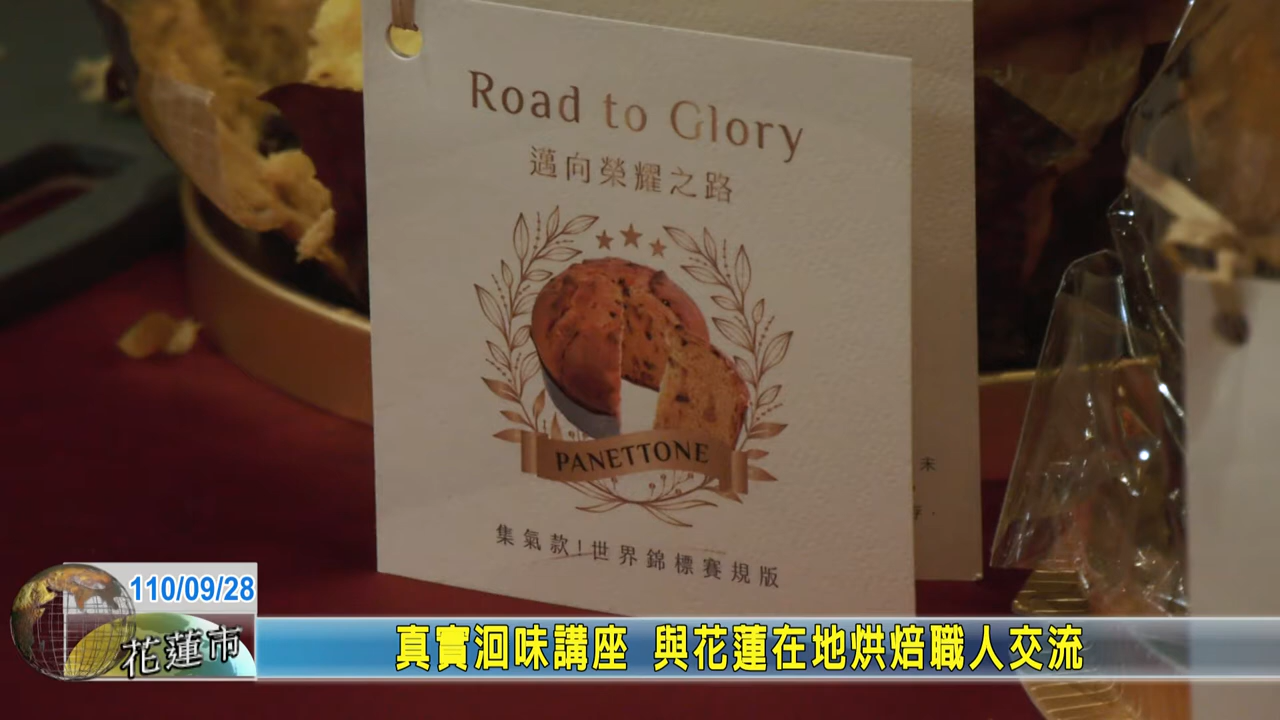 Road to Glory
邁向榮耀之路
PANETTONE
集氣款!世界錦標賽規版
末
110/09/28
花蓮市
真實洄味講座 與花蓮在地烘焙職人交流